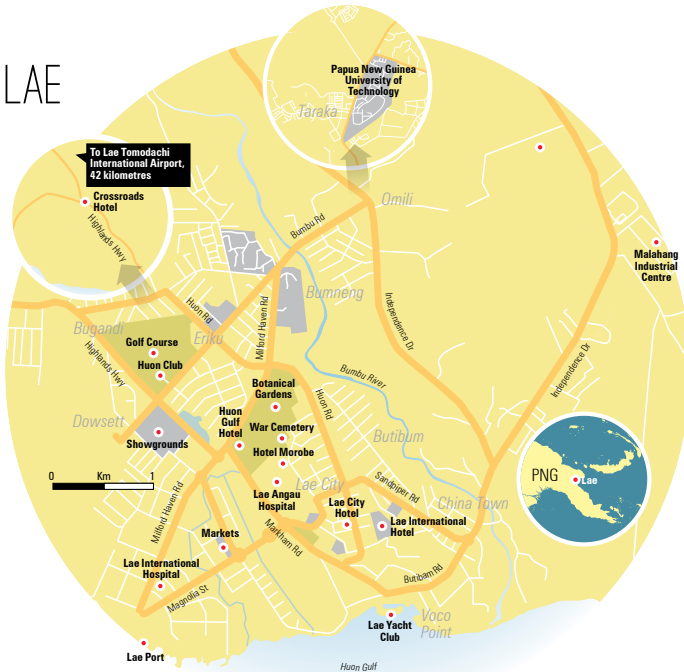 LAE
Papua New Guinea
University of
Technology
Taraka
To Lae Tomodachi
International Airport,
42 kilometres
Crossroads
Hotel
Highlands Hwy
Omili
Bumbu Rd
Malahang
Industrial
Centre
Bumneng
Huon Rd
Milford Haven Rd
Independence Dr
Bugandi
Eriku
Golf Course
Huon Club
Highlands Hwy
Bumbu River
Independence Dr
Botanical
Gardens
Huon Rd
Dowsett
Huon
Gulf
Hotel
War Cemetery
Butibum
Showgrounds
Hotel Morobe
PNG
Lae
0 Km 1
Lae City
Sandpiper Rd
Lae Angau
Hospital
China Town
Milford Haven Rd
Lae City
Hotel
Lae International
Hotel
Markets
Markham Rd
Lae International
Hospital
Butibam Rd
Magnolia St
Voco
Point
Lae Yacht
Club
Lae Port
Huon Gulf